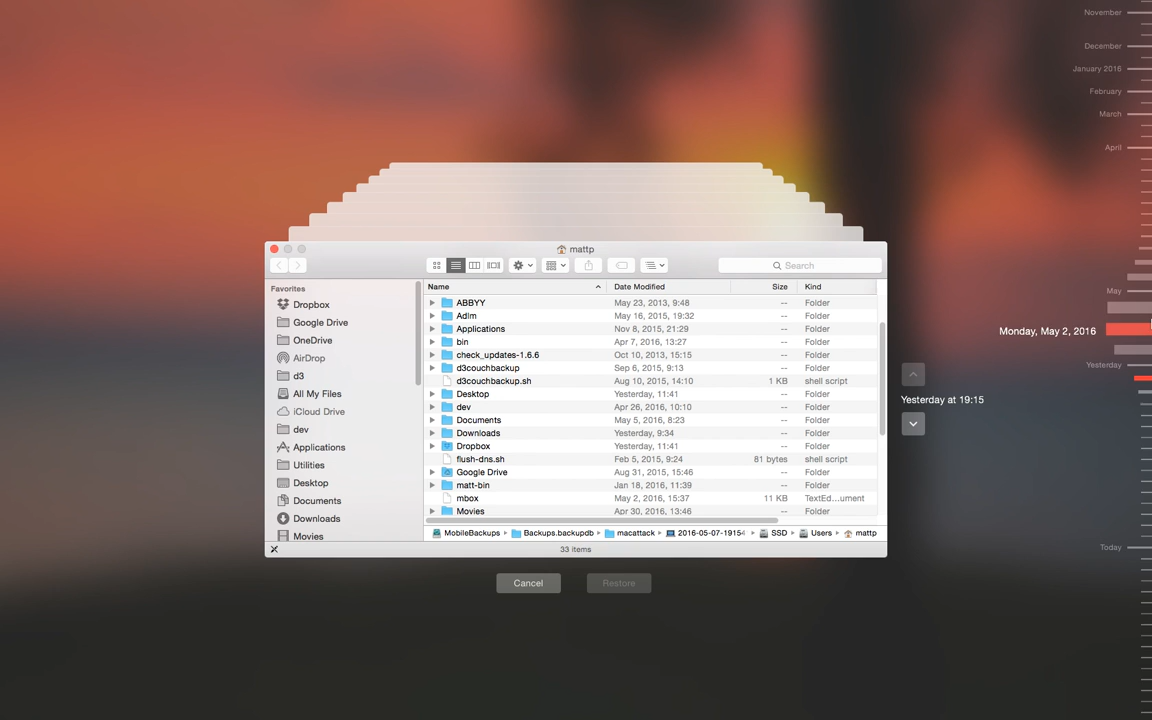 November
December
January 2016
February
March
April
May
Monday, May 2, 2016
Yesterday
Yesterday at 19:15
Today
mattp
Search
Favorites
Dropbox
Google Drive
OneDrive
AirDrop
d3
All My Files
iCloud Drive
dev
Applications
Utilities
Desktop
Documents
Downloads
Movies
Name Date Modified Size Kind
ABBYY May 23, 2013, 9:48 -- Folder
Adlm May 16, 2015, 19:32 -- Folder
Applications Nov 8, 2015, 21:29 -- Folder
bin Apr 7, 2016, 13:27 -- Folder
check_updates-1.6.6 Oct 10, 2013, 15:15 -- Folder
d3couchbackup Sep 6, 2015, 9:13 -- Folder
d3couchbackup.sh Aug 10, 2015, 14:10 1 KB shell script
Desktop Yesterday, 11:41 -- Folder
dev Apr 26, 2016, 10:10 -- Folder
Documents May 5, 2016, 8:23 -- Folder
Downloads Yesterday, 9:34 -- Folder
Dropbox Yesterday, 11:41 -- Folder
flush-dns.sh Feb 5, 2015, 9:24 81 bytes shell script
Google Drive Aug 31, 2015, 15:46 -- Folder
matt-bin Jan 18, 2016, 11:39 -- Folder
mbox May 2, 2016, 15:37 11 KB TextEd...ument
Movies Apr 30, 2016, 13:46 -- Folder
MobileBackups Backups.backupdb macattack 2016-05-07-19154 SSD Users mattp
33 items
Cancel Restore